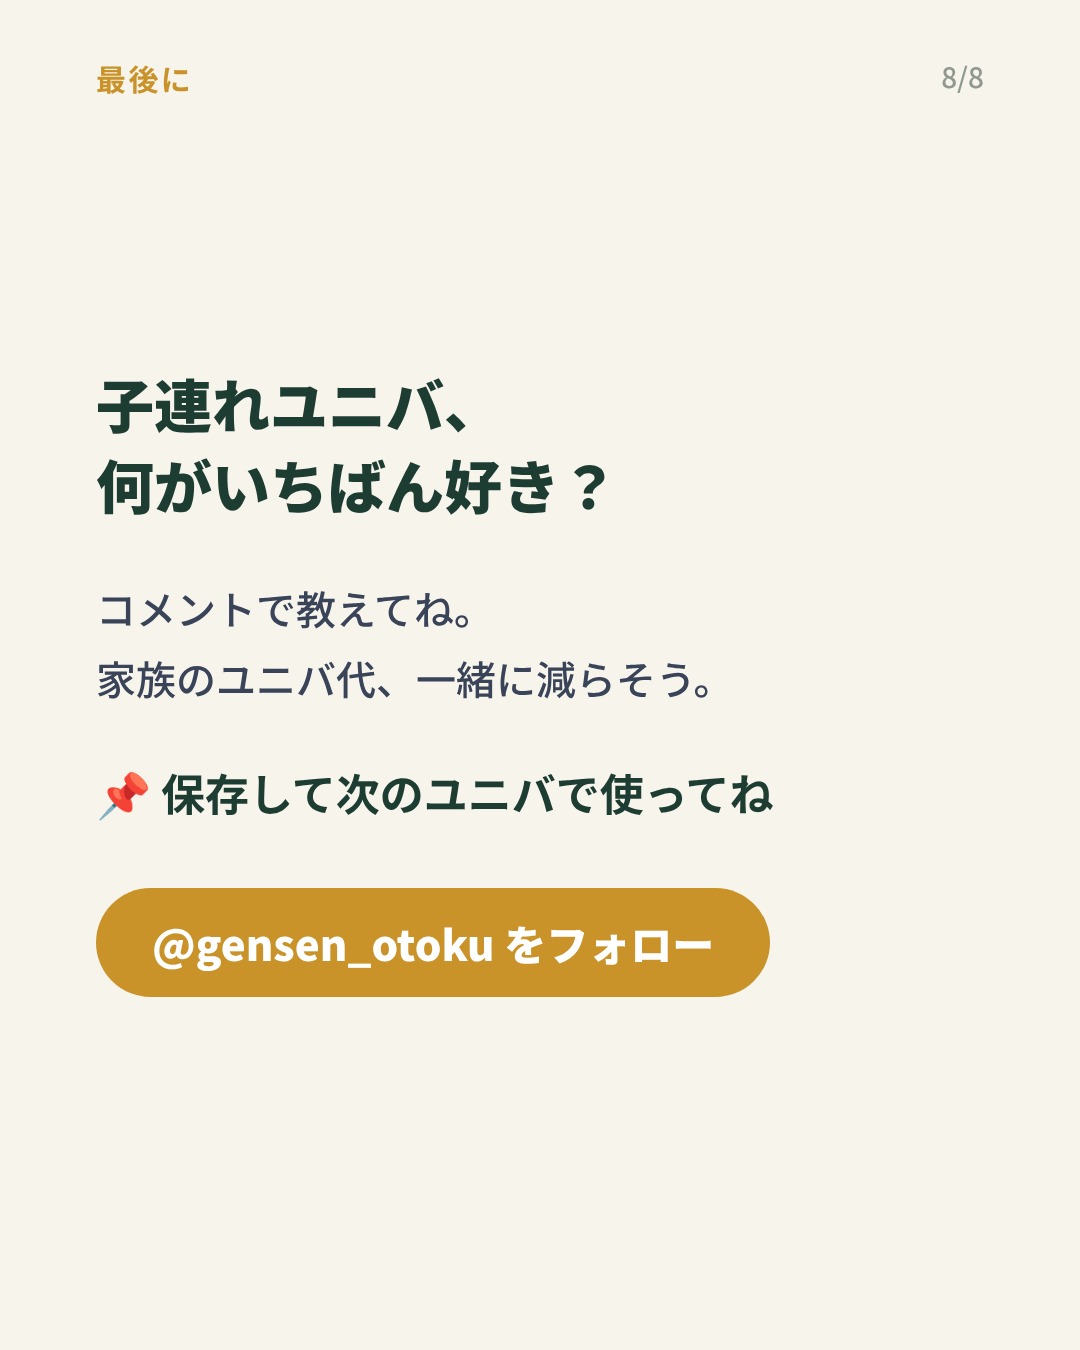 最後に
8/8
子連れユニバ、
何がいちばん好き？
コメントで教えてね。
家族のユニバ代、一緒に減らそう。
📌 保存して次のユニバで使ってね
@gensen_otoku をフォロー